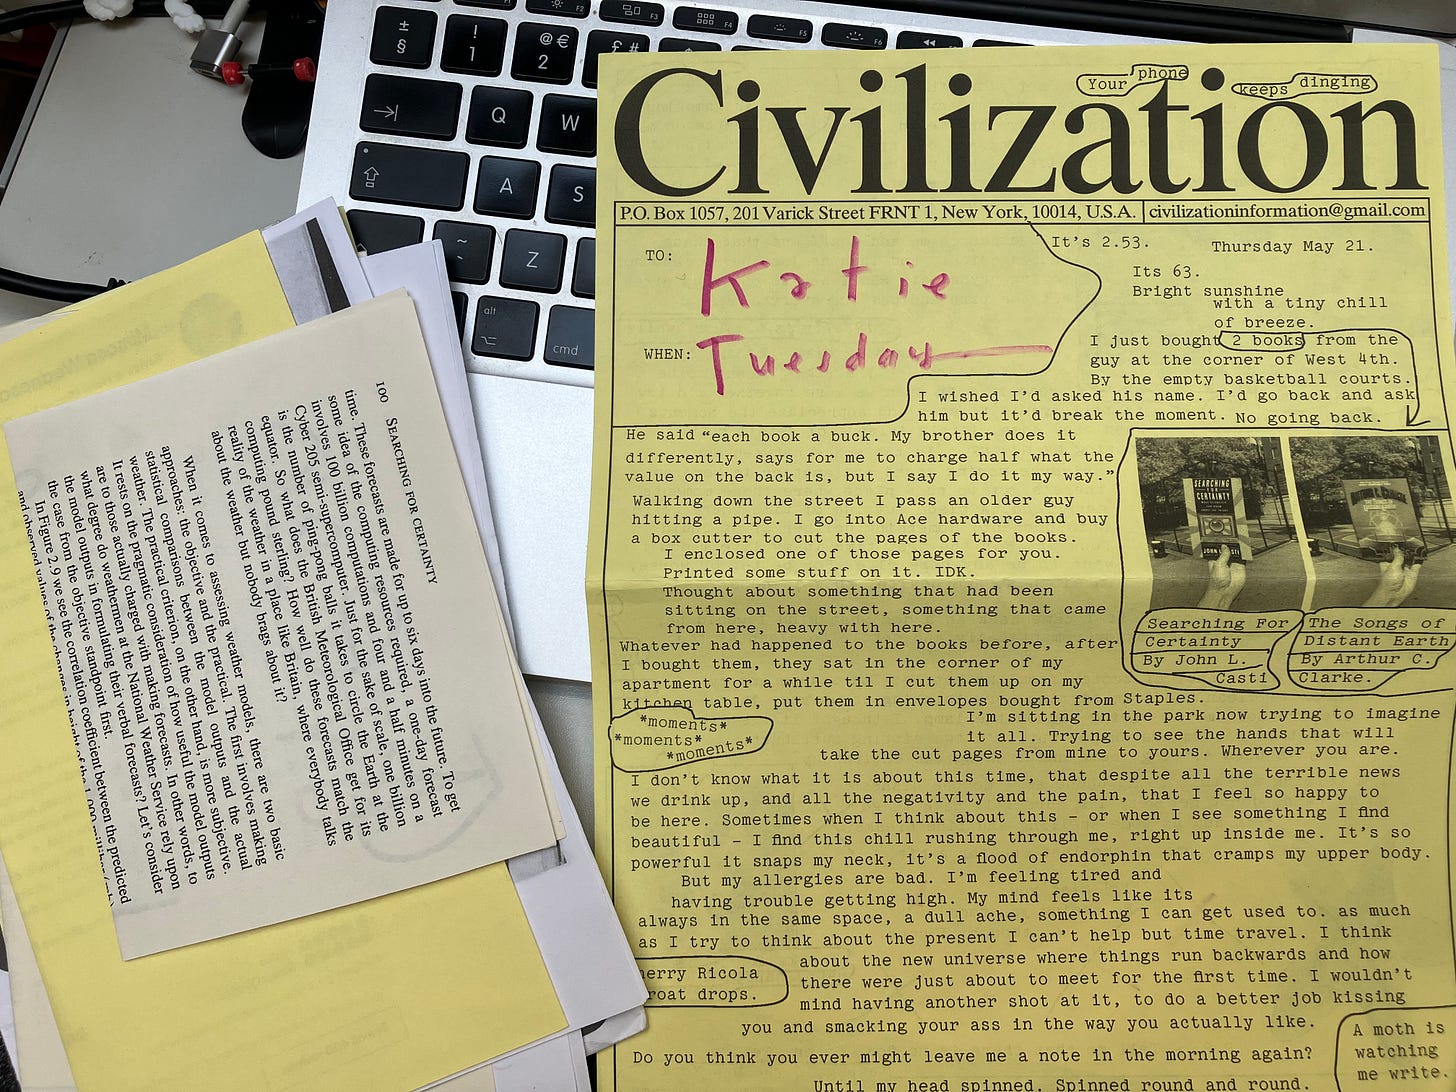 Civilization
Your phone
keeps dinging
P.O. Box 1057, 201 Varick Street FRNT 1, New York, 10014, U.S.A.
civilizationinformation@gmail.com
TO: Katie
WHEN: Tuesday
It's 2.53.
Thursday May 21.
Its 63.
Bright sunshine
with a tiny chill
of breeze.
I just bought 2 books from the
guy at the corner of West 4th.
By the empty basketball courts.
I wished I'd asked his name. I'd go back and ask
him but it'd break the moment. No going back.
He said “each book a buck. My brother does it
differently, says for me to charge half what the
value on the back is, but I say I do it my way.”
Walking down the street I pass an older guy
hitting a pipe. I go into Ace hardware and buy
a box cutter to cut the pages of the books.
I enclosed one of those pages for you.
Printed some stuff on it. IDK.
Thought about something that had been
sitting on the street, something that came
from here, heavy with here.
Whatever had happened to the books before, after
I bought them, they sat in the corner of my
apartment for a while til I cut them up on my
kitchen table, put them in envelopes bought from Staples.
SEARCHING
FOR
CERTAINTY
Searching For
Certainty
By John L.
Casti
The Songs of
Distant Earth
By Arthur C.
Clarke.
*moments*
*moments*
*moments*
I'm sitting in the park now trying to imagine
it all. Trying to see the hands that will
take the cut pages from mine to yours. Wherever you are.
I don't know what it is about this time, that despite all the terrible news
we drink up, and all the negativity and the pain, that I feel so happy to
be here. Sometimes when I think about this – or when I see something I find
beautiful – I find this chill rushing through me, right up inside me. It's so
powerful it snaps my neck, it's a flood of endorphin that cramps my upper body.
But my allergies are bad. I'm feeling tired and
having trouble getting high. My mind feels like its
always in the same space, a dull ache, something I can get used to. as much
as I try to think about the present I can't help but time travel. I think
about the new universe where things run backwards and how
there were just about to meet for the first time. I wouldn't
mind having another shot at it, to do a better job kissing
you and smacking your ass in the way you actually like.
herry Ricola
roat drops.
Do you think you ever might leave me a note in the morning again?
Until my head spinned. Spinned round and round.
A moth is
watching
me write.
100 SEARCHING FOR CERTAINTY
time. These forecasts are made for up to six days into the future. To get
some idea of the computing resources required, a one-day forecast
involves 100 billion computations and four and a half minutes on a
Cyber 205 semi-supercomputer. Just for the sake of scale, one billion
is the number of ping-pong balls it takes to circle the Earth at the
equator. So what does the British Meteorological Office get for its
computing pound sterling? How well do these forecasts match the
reality of the weather in a place like Britain, where everybody talks
about the weather but nobody brags about it?
When it comes to assessing weather models, there are two basic
approaches: the objective and the practical. The first involves making
statistical comparisons between the model outputs and the actual
weather. The practical criterion, on the other hand, is more subjective.
It rests on the pragmatic consideration of how useful the model outputs
are to those actually charged with making forecasts. In other words, to
what degree do weathermen at the National Weather Service rely upon
the model outputs in formulating their verbal forecasts? Let's consider
the case from the objective standpoint first.
In Figure 2.9 we see the correlation coefficient between the predicted
and observed values of the changes in height of the 1,000
±
§
!
1
@ €
2
£ #
F2
F3
F4
F5
F6
Q
W
A
S
~
Z
alt
cmd